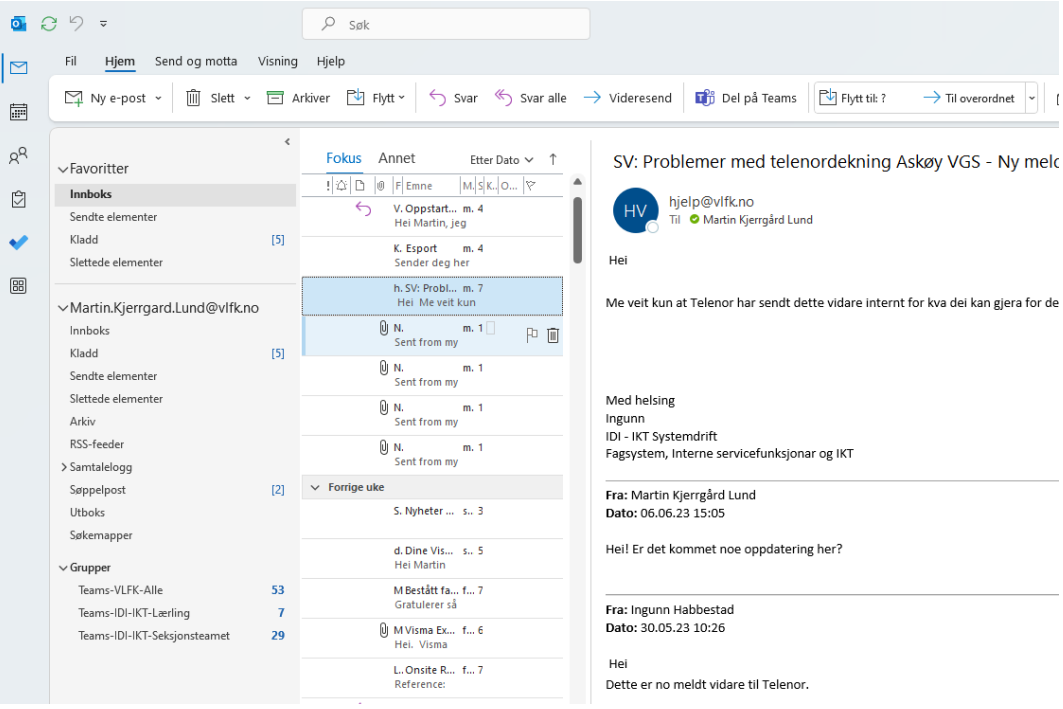 Søk
Fil Hjem Send og motta Visning Hjelp
Ny e-post Slett Arkiver Flytt Svar Svar alle Videresend Del på Teams Flytt til: ? Til overordnet
Favoritter
Innboks
Sendte elementer
Kladd [5]
Slettede elementer
Martin.Kjerrgard.Lund@vlfk.no
Innboks
Kladd [5]
Sendte elementer
Slettede elementer
Arkiv
RSS-feeder
Samtalelogg
Søppelpost [2]
Utboks
Søkemapper
Grupper
Teams-VLFK-Alle 53
Teams-IDI-IKT-Lærling 7
Teams-IDI-IKT-Seksjonsteamet 29
Fokus Annet Etter Dato
! F Emne M. S K.. O...
V. Oppstart... m. 4
Hei Martin, jeg
K. Esport m. 4
Sender deg her
h. SV: Probl... m. 7
Hei Me veit kun
N. m. 1
Sent from my
N. m. 1
Sent from my
N. m. 1
Sent from my
N. m. 1
Sent from my
Forrige uke
S. Nyheter ... s.. 3
d. Dine Vis... s.. 5
Hei Martin
M Bestått fa... f... 7
Gratulerer så
M Visma Ex... f... 6
Hei. Visma
L.. Onsite R... f... 7
Reference:
SV: Problemer med telenordekning Askøy VGS - Ny meld
HV
hjelp@vlfk.no
Til Martin Kjerrgård Lund
Hei
Me veit kun at Telenor har sendt dette vidare internt for kva dei kan gjera for de
Med helsing
Ingunn
IDI - IKT Systemdrift
Fagsystem, Interne servicefunksjonar og IKT
Fra: Martin Kjerrgård Lund
Dato: 06.06.23 15:05
Hei! Er det kommet noe oppdatering her?
Fra: Ingunn Habbestad
Dato: 30.05.23 10:26
Hei
Dette er no meldt vidare til Telenor.